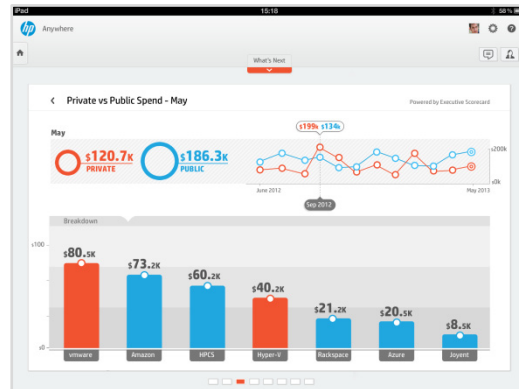 iPad 15:18 58%
hp Anywhere
What's Next
< Private vs Public Spend - May
Powered by Executive Scorecard
May
$199k $134k
$120.7K
PRIVATE
$186.3K
PUBLIC
$200k
$0k
June 2012
May 2013
Sep 2012
Breakdown
$100
$80.5K
$73.2K
$60.2K
$40.2K
$21.2K
$20.5K
$8.5K
$0
vmware Amazon HPCS Hyper-V Rackspace Azure Joyent